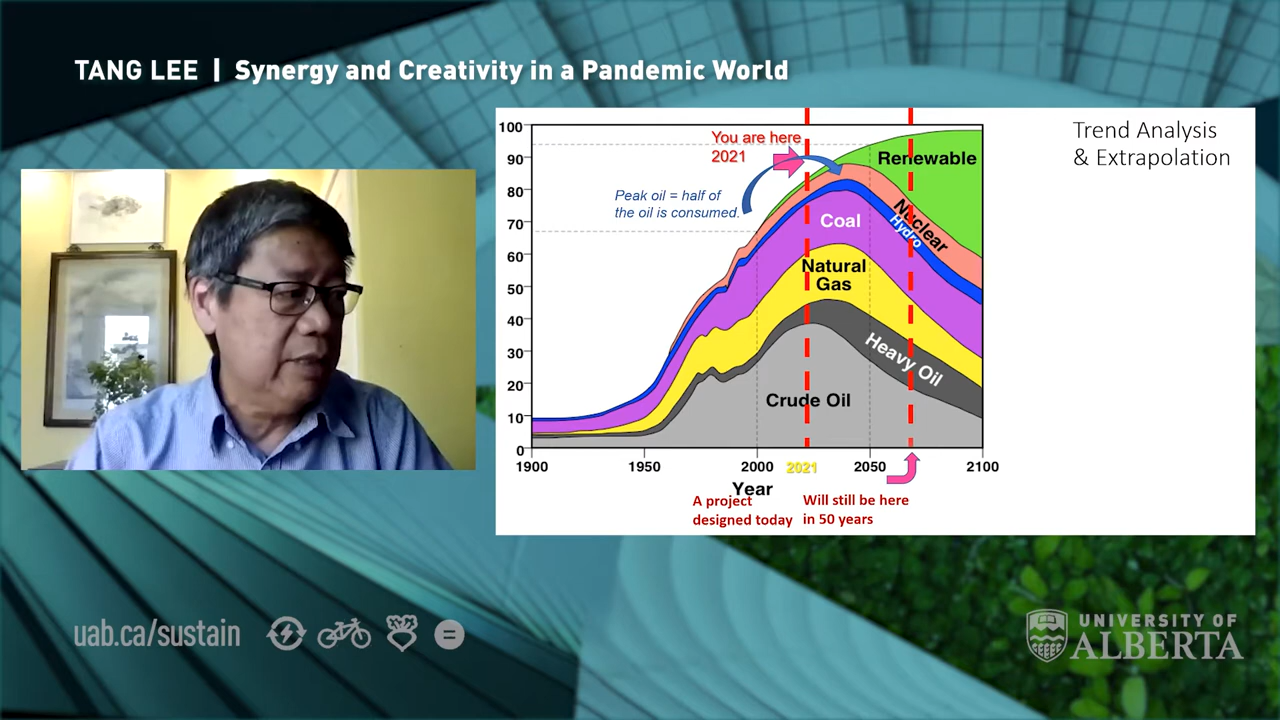 TANG LEE | Synergy and Creativity in a Pandemic World
Trend Analysis
& Extrapolation
You are here
2021
Peak oil = half of
the oil is consumed.
100
90
80
70
60
50
40
30
20
10
0
Renewable
Nuclear
Hydro
Coal
Natural
Gas
Heavy Oil
Crude Oil
1900
1950
2000
2021
2050
2100
Year
A project
designed today
Will still be here
in 50 years
uab.ca/sustain
UNIVERSITY OF
ALBERTA